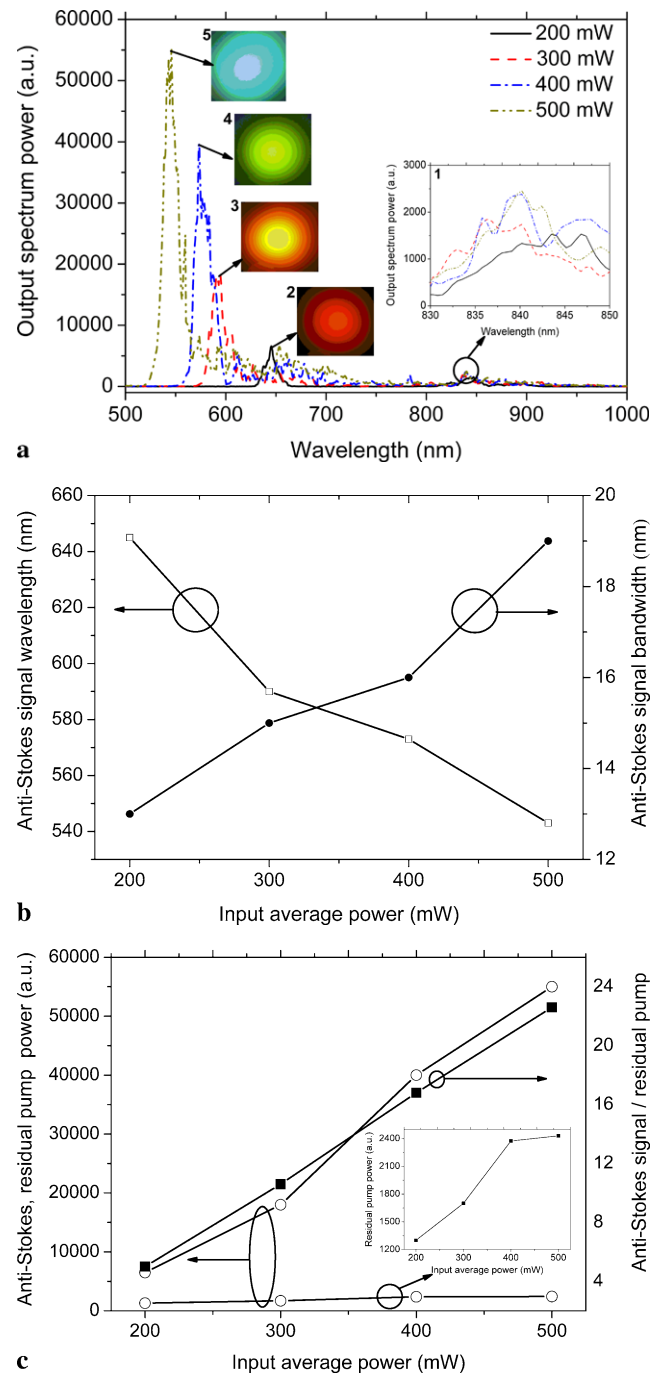 60000
50000
40000
30000
20000
10000
0
Output spectrum power (a.u.)
5
4
3
2
200 mW
300 mW
400 mW
500 mW
1
3000
2000
1000
0
Output spectrum power (a.u.)
830 835 840 845 850
Wavelength (nm)
500 600 700 800 900 1000
Wavelength (nm)
a
660
640
620
600
580
560
540
Anti-Stokes signal wavelength (nm)
20
19
18
16
15
14
12
Anti-Stokes signal bandwidth (nm)
200 300 400 500
Input average power (mW)
b
60000
50000
40000
30000
20000
10000
0
Anti-Stokes, residual pump power (a.u.)
24
20
16
12
8
4
Anti-Stokes signal / residual pump
2400
2100
1800
1500
1200
Residual pump power (a.u.)
200 300 400 500
Input average power (mW)
200 300 400 500
Input average power (mW)
c